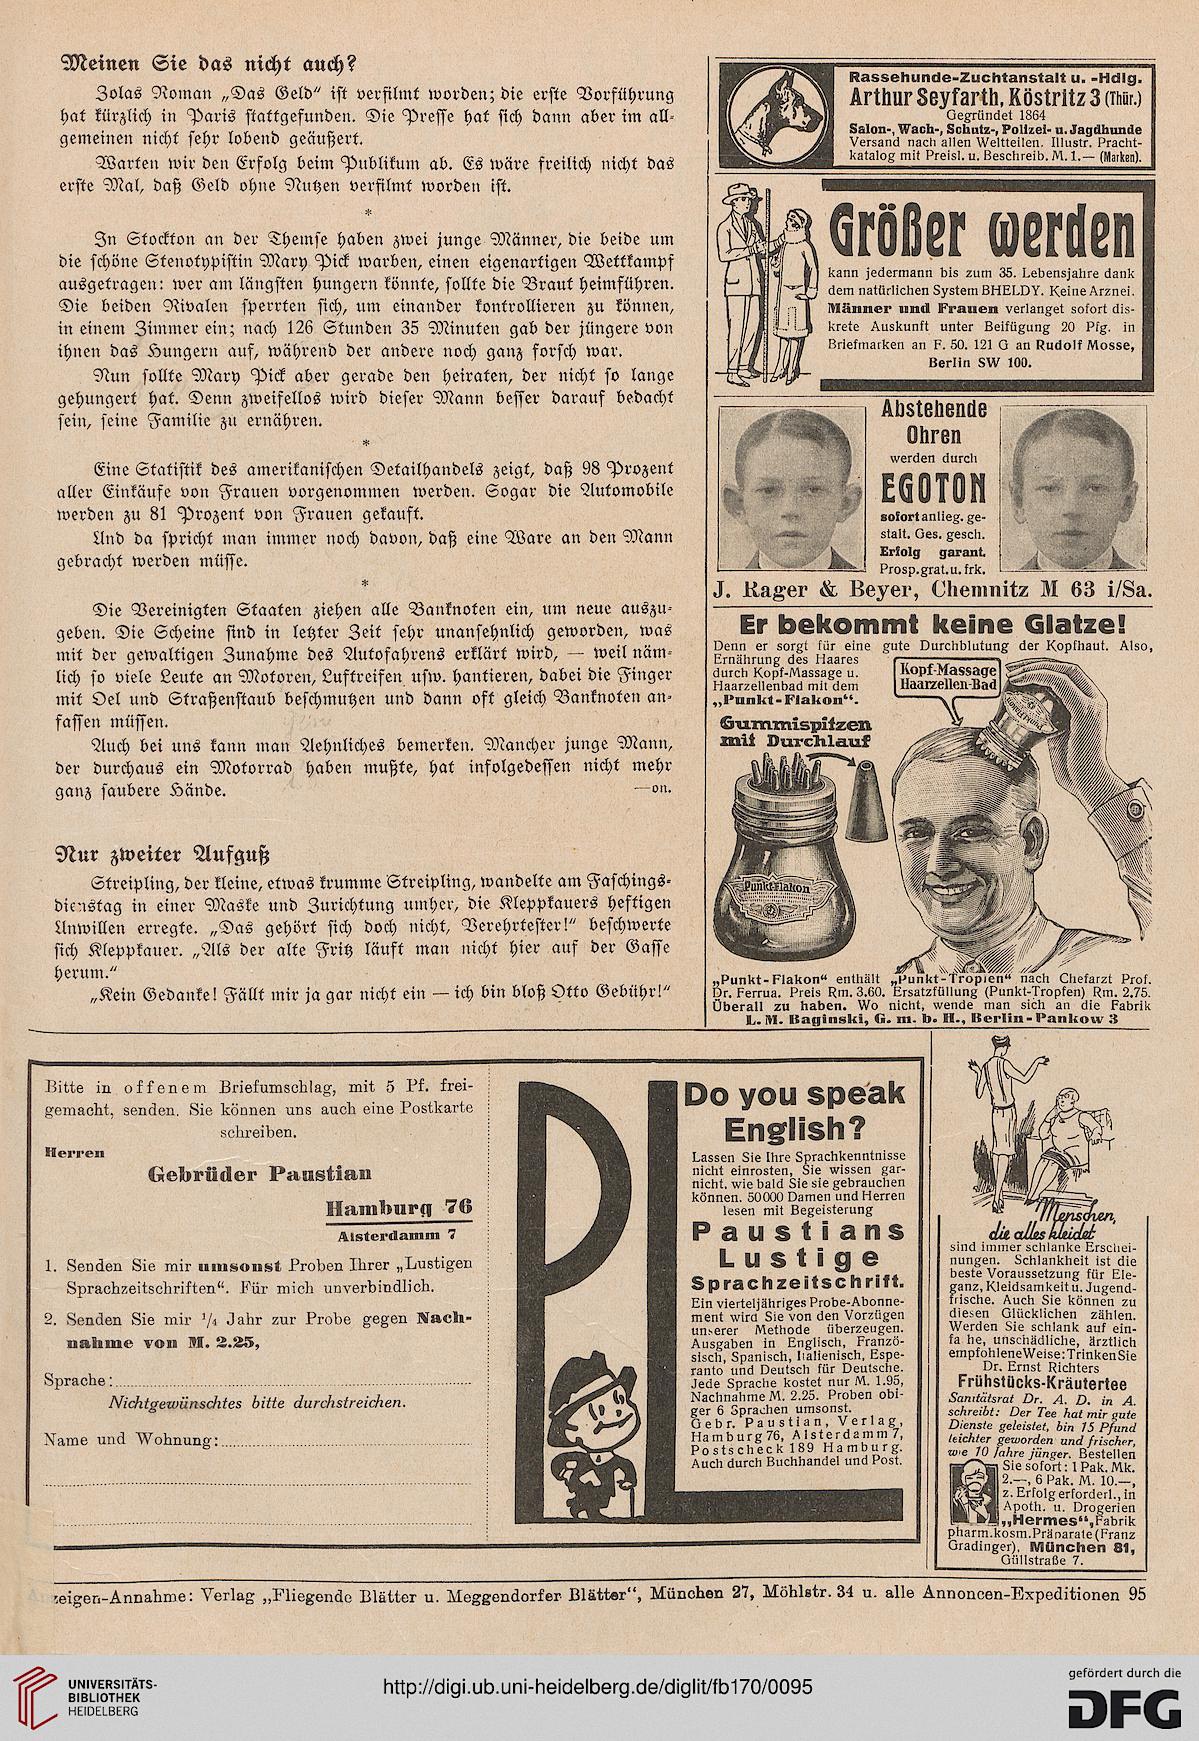 Meinen Sie das nicht auch?
Zolas Roman „Das Geld“ ist verfilmt worden; die erste Vorführung
hat kürzlich in Paris stattgefunden. Die Presse hat sich dann aber im all-
gemeinen nicht sehr lobend geäußert.
Warten wir den Erfolg beim Publikum ab. Es wäre freilich nicht das
erste Mal, daß Geld ohne Nutzen verfilmt worden ist.
*
In Stockton an der Themse haben zwei junge Männer, die beide um
die schöne Stenotypistin Mary Pick warben, einen eigenartigen Wettkampf
ausgetragen: wer am längsten hungern könnte, sollte die Braut heimführen.
Die beiden Rivalen sperrten sich, um einander kontrollieren zu können,
in einem Zimmer ein; nach 126 Stunden 35 Minuten gab der jüngere von
ihnen das Hungern auf, während der andere noch ganz forsch war.
Nun sollte Mary Pick aber gerade den heiraten, der nicht so lange
gehungert hat. Denn zweifellos wird dieser Mann besser darauf bedacht
sein, seine Familie zu ernähren.
*
Eine Statistik des amerikanischen Detailhandels zeigt, daß 98 Prozent
aller Einkäufe von Frauen vorgenommen werden. Sogar die Automobile
werden zu 81 Prozent von Frauen gekauft.
Und da spricht man immer noch davon, daß eine Ware an den Mann
gebracht werden müsse.
*
Die Vereinigten Staaten ziehen alle Banknoten ein, um neue auszu-
geben. Die Scheine sind in letzter Zeit sehr unansehnlich geworden, was
mit der gewaltigen Zunahme des Autofahrens erklärt wird, — weil näm-
lich so viele Leute an Motoren, Luftreifen usw. hantieren, dabei die Finger
mit Oel und Straßenstaub beschmutzen und dann oft gleich Banknoten an-
fassen müssen.
Auch bei uns kann man Aehnliches bemerken. Mancher junge Mann,
der durchaus ein Motorrad haben mußte, hat infolgedessen nicht mehr
ganz saubere Hände. —on.
Nur zweiter Aufguß
Streipling, der kleine, etwas krumme Streipling, wandelte am Faschings-
dienstag in einer Maske und Zurichtung umher, die Kleppkauers heftigen
Unwillen erregte. „Das gehört sich doch nicht, Verehrtester!“ beschwerte
sich Kleppkauer. „Als der alte Fritz läuft man nicht hier auf der Gasse
herum.“
„Kein Gedanke! Fällt mir ja gar nicht ein — ich bin bloß Otto Gebühr!“
Rassehunde-Zuchtanstalt u. -Hdlg.
Arthur Seyfarth, Köstritz 3 (Thür.)
Gegründet 1864
Salon-, Wach-, Schutz-, Polizei- u. Jagdhunde
Versand nach allen Weltteilen. Illustr. Pracht-
katalog mit Preisl. u. Beschreib. M. 1.— (Marken).
Größer werden
kann jedermann bis zum 35. Lebensjahre dank
dem natürlichen System BHELDY. Keine Arznei.
Männer und Frauen verlanget sofort dis-
krete Auskunft unter Beifügung 20 Pfg. in
Briefmarken an F. 50. 121 G an Rudolf Mosse,
Berlin SW 100.
Abstehende
Ohren
werden durch
EGOTON
sofort anlieg. ge-
stalt. Ges. gesch.
Erfolg garant.
Prosp. grat. u. frk.
J. Rager & Beyer, Chemnitz M 63 i/Sa.
Er bekommt keine Glatze!
Denn er sorgt für eine gute Durchblutung der Kopfhaut. Also,
Ernährung des Haares
durch Kopf-Massage u.
Haarzellenbad mit dem
„Punkt-Flakon“.
Kopf-Massage
Haarzellen-Bad
Gummispitzen
mit Durchlauf
Punkt-Flakon
„Punkt-Flakon“ enthält „Punkt-Tropfen“ nach Chefarzt Prof.
Dr. Ferrua. Preis Rm. 3.60. Ersatzfüllung (Punkt-Tropfen) Rm. 2.75.
Überall zu haben. Wo nicht, wende man sich an die Fabrik
L. M. Baginski, G. m. b. H., Berlin-Pankow 3
Bitte in offenem Briefumschlag, mit 5 Pf. frei-
gemacht, senden. Sie können uns auch eine Postkarte
schreiben.
Herren
Gebrüder Paustian
Hamburg 76
Alsterdamm 7
1. Senden Sie mir umsonst Proben Ihrer „Lustigen
Sprachzeitschriften“. Für mich unverbindlich.
2. Senden Sie mir ¼ Jahr zur Probe gegen Nach-
nahme von M. 2.25,
Sprache:
Nichtgewünschtes bitte durchstreichen.
Name und Wohnung:
PL
Do you speak
English?
Lassen Sie Ihre Sprachkenntnisse
nicht einrosten, Sie wissen gar-
nicht, wie bald Sie sie gebrauchen
können. 50000 Damen und Herren
lesen mit Begeisterung
Paustians
Lustige
Sprachzeitschrift.
Ein vierteljähriges Probe-Abonne-
ment wird Sie von den Vorzügen
unserer Methode überzeugen.
Ausgaben in Englisch, Franzö-
sisch, Spanisch, Italienisch, Espe-
ranto und Deutsch für Deutsche.
Jede Sprache kostet nur M. 1.95,
Nachnahme M. 2.25. Proben obi-
ger 6 Sprachen umsonst.
Gebr. Paustian, Verlag,
Hamburg 76, Alsterdamm 7,
Postscheck 189 Hamburg.
Auch durch Buchhandel und Post.
Menschen,
die alles kleidet
sind immer schlanke Erschei-
nungen. Schlankheit ist die
beste Voraussetzung für Ele-
ganz, Kleidsamkeit u. Jugend-
frische. Auch Sie können zu
diesen Glücklichen zählen.
Werden Sie schlank auf ein-
fache, unschädliche, ärztlich
empfohlene Weise: Trinken Sie
Dr. Ernst Richters
Frühstücks-Kräutertee
Sanitätsrat Dr. A. D. in A.
schreibt: Der Tee hat mir gute
Dienste geleistet, bin 15 Pfund
leichter geworden und frischer,
wie 10 Jahre jünger. Bestellen
Sie sofort: 1 Pak. Mk.
2.—, 6 Pak. M. 10.—,
z. Erfolg erforderl., in
Apoth. u. Drogerien
„Hermes“, Fabrik
pharm. kosm. Präparate (Franz
Gradinger), München 81,
Güllstraße 7.
Anzeigen-Annahme: Verlag „Fliegende Blätter u. Meggendorfer Blätter“, München 27, Möhlstr. 34 u. alle Annoncen-Expeditionen 95
UNIVERSITÄTS-
BIBLIOTHEK
HEIDELBERG
http://digi.ub.uni-heidelberg.de/diglit/fb170/0095
gefördert durch die
DFG